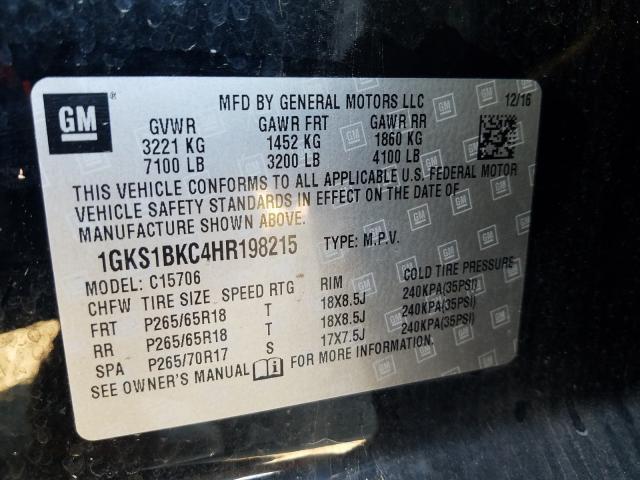 GM ®
MFD BY GENERAL MOTORS LLC 12/16
GVWR GAWR FRT GAWR RR
3221 KG 1452 KG 1860 KG
7100 LB 3200 LB 4100 LB
THIS VEHICLE CONFORMS TO ALL APPLICABLE U.S. FEDERAL MOTOR
VEHICLE SAFETY STANDARDS IN EFFECT ON THE DATE OF
MANUFACTURE SHOWN ABOVE.
1GKS1BKC4HR198215 TYPE: M.P.V.
MODEL: C15706
CHFW TIRE SIZE SPEED RTG RIM COLD TIRE PRESSURE
FRT P265/65R18 T 18X8.5J 240KPA(35PSI)
RR P265/65R18 T 18X8.5J 240KPA(35PSI)
SPA P265/70R17 S 17X7.5J 240KPA(35PSI)
SEE OWNER'S MANUAL FOR MORE INFORMATION.